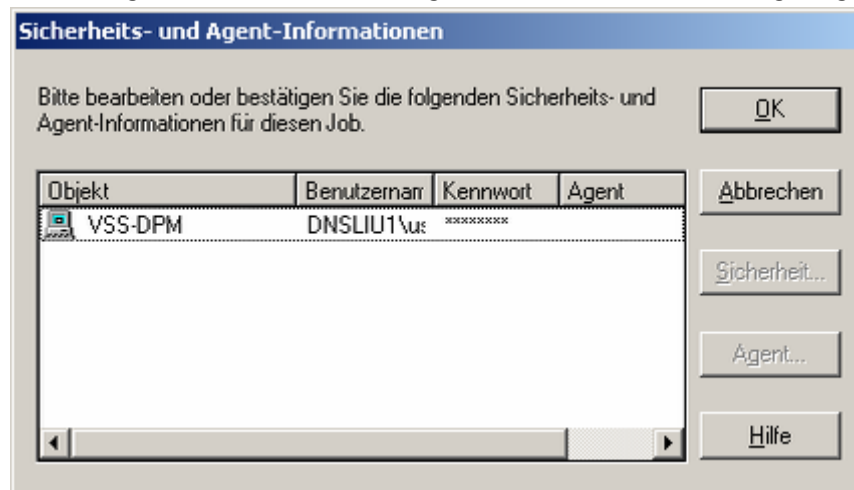 Sicherheits- und Agent-Informationen
Bitte bearbeiten oder bestätigen Sie die folgenden Sicherheits- und
Agent-Informationen für diesen Job.
OK
Objekt Benutzernam Kennwort Agent
VSS-DPM DNSLIU1\us ********
Abbrechen
Sicherheit...
Agent...
Hilfe